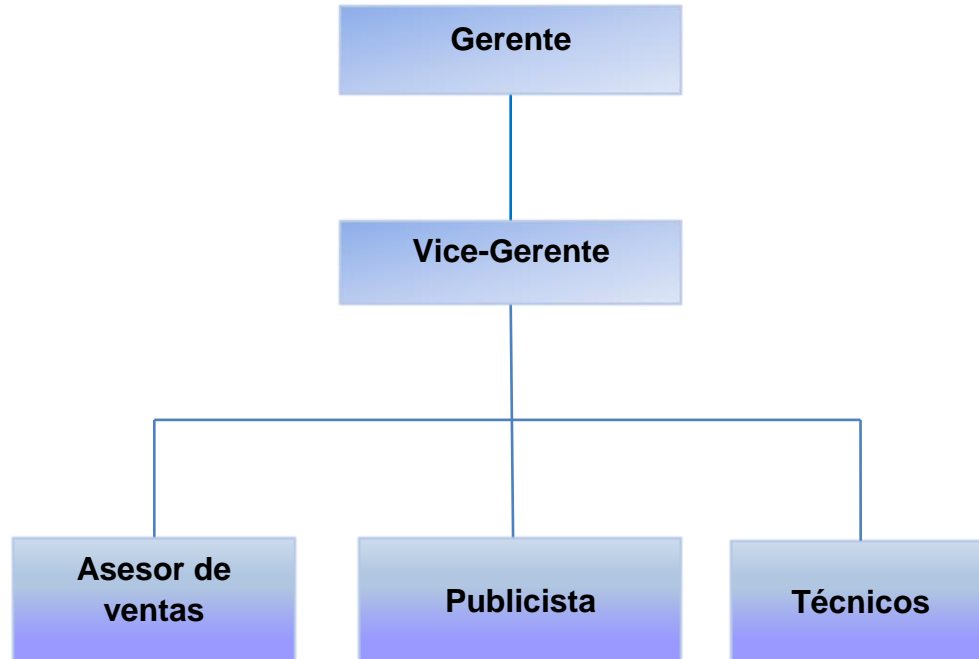 Gerente
Vice-Gerente
Asesor de
ventas
Publicista
Técnicos